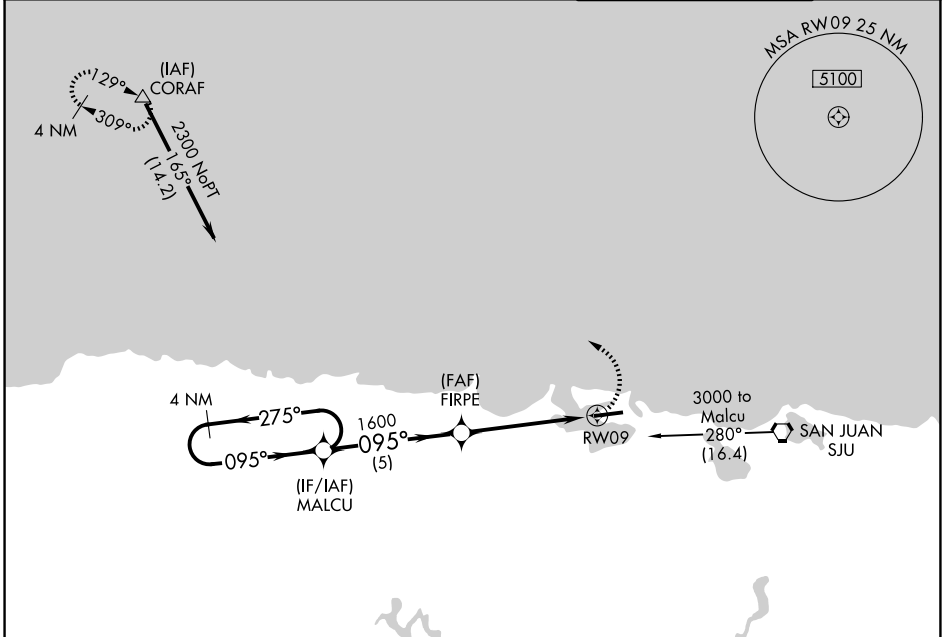 MSA RW09 25 NM
5100
(IAF)
CORAF
129°
309°
4 NM
2300 NoPT
165°
(14.2)
4 NM
275°
095°
(IF/IAF)
MALCU
1600
095°
(5)
(FAF)
FIRPE
RW09
3000 to
Malcu
280°
(16.4)
SAN JUAN
SJU